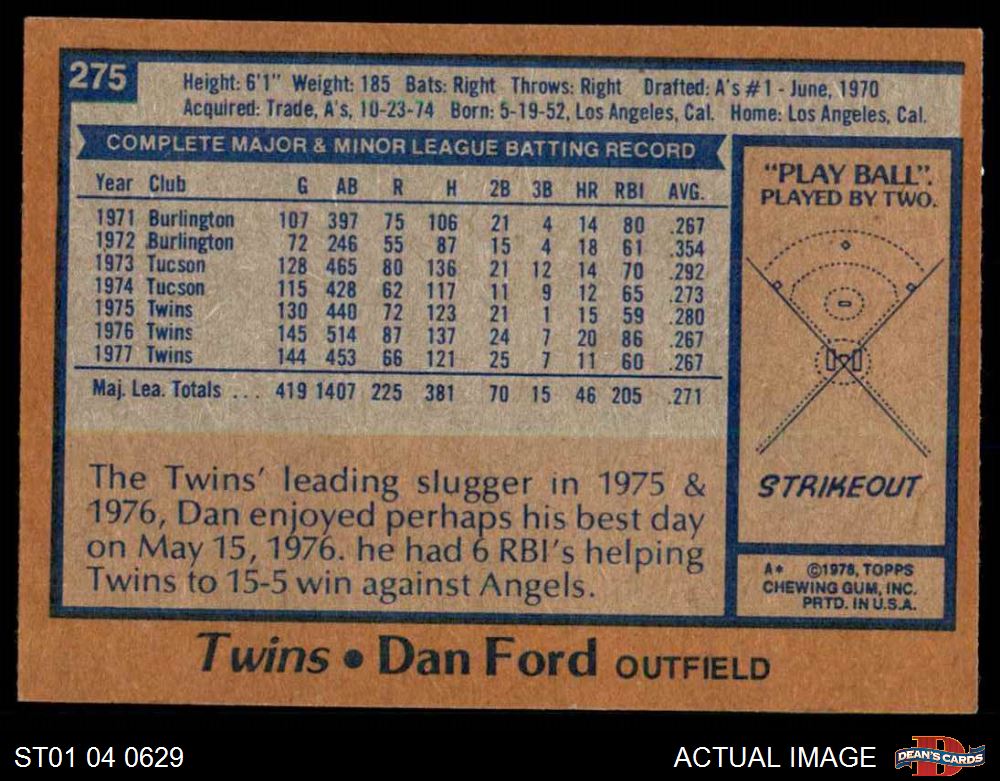 275
Height: 6'1" Weight: 185 Bats: Right Throws: Right Drafted: A's #1 - June, 1970
Acquired: Trade, A's, 10-23-74 Born: 5-19-52, Los Angeles, Cal. Home: Los Angeles, Cal.
COMPLETE MAJOR & MINOR LEAGUE BATTING RECORD
Year Club G AB R H 2B 3B HR RBI AVG.
1971 Burlington 107 397 75 106 21 4 14 80 .267
1972 Burlington 72 246 55 87 15 4 18 61 .354
1973 Tucson 128 465 80 136 21 12 14 70 .292
1974 Tucson 115 428 62 117 11 9 12 65 .273
1975 Twins 130 440 72 123 21 1 15 59 .280
1976 Twins 145 514 87 137 24 7 20 86 .267
1977 Twins 144 453 66 121 25 7 11 60 .267
Maj. Lea. Totals ... 419 1407 225 381 70 15 46 205 .271
The Twins' leading slugger in 1975 &
1976, Dan enjoyed perhaps his best day
on May 15, 1976. he had 6 RBI's helping
Twins to 15-5 win against Angels.
"PLAY BALL".
PLAYED BY TWO.
STRIKEOUT
A* ©1978, TOPPS
CHEWING GUM, INC.
PRTD. IN U.S.A.
Twins • Dan Ford OUTFIELD
ST01 04 0629
ACTUAL IMAGE
D
DEAN'S CARDS